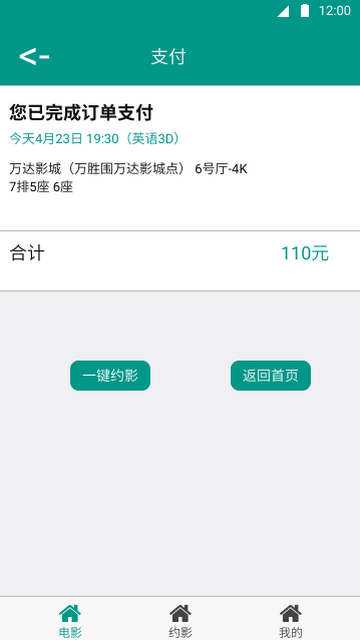 12:00
<- 支付
您已完成订单支付
今天4月23日 19:30（英语3D）
万达影城（万胜围万达影城点） 6号厅-4K
7排5座 6座
合计 110元
一键约影 返回首页
电影 约影 我的